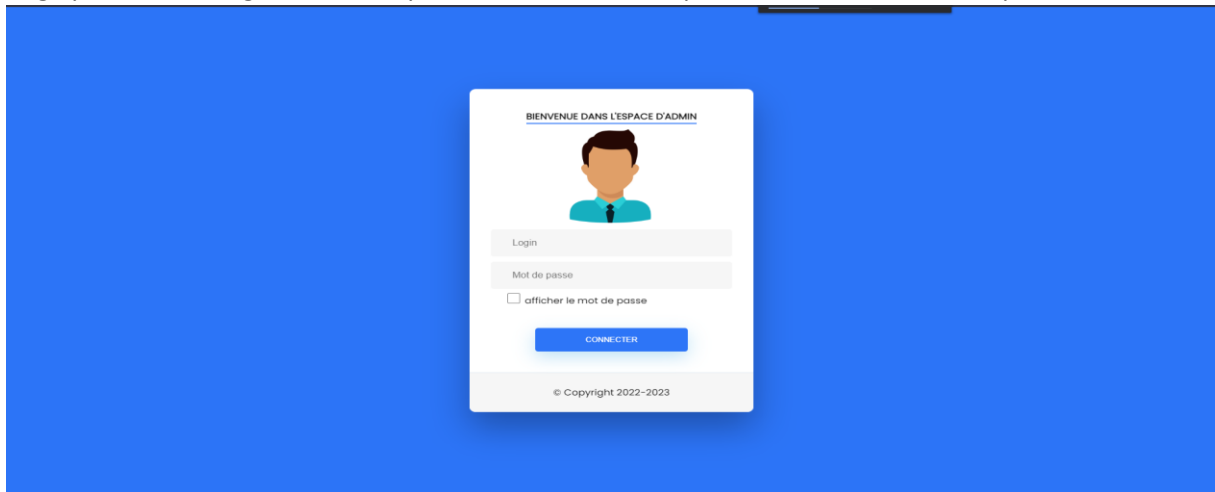 BIENVENUE DANS L'ESPACE D'ADMIN
Login
Mot de passe
afficher le mot de passe
CONNECTER
© Copyright 2022-2023